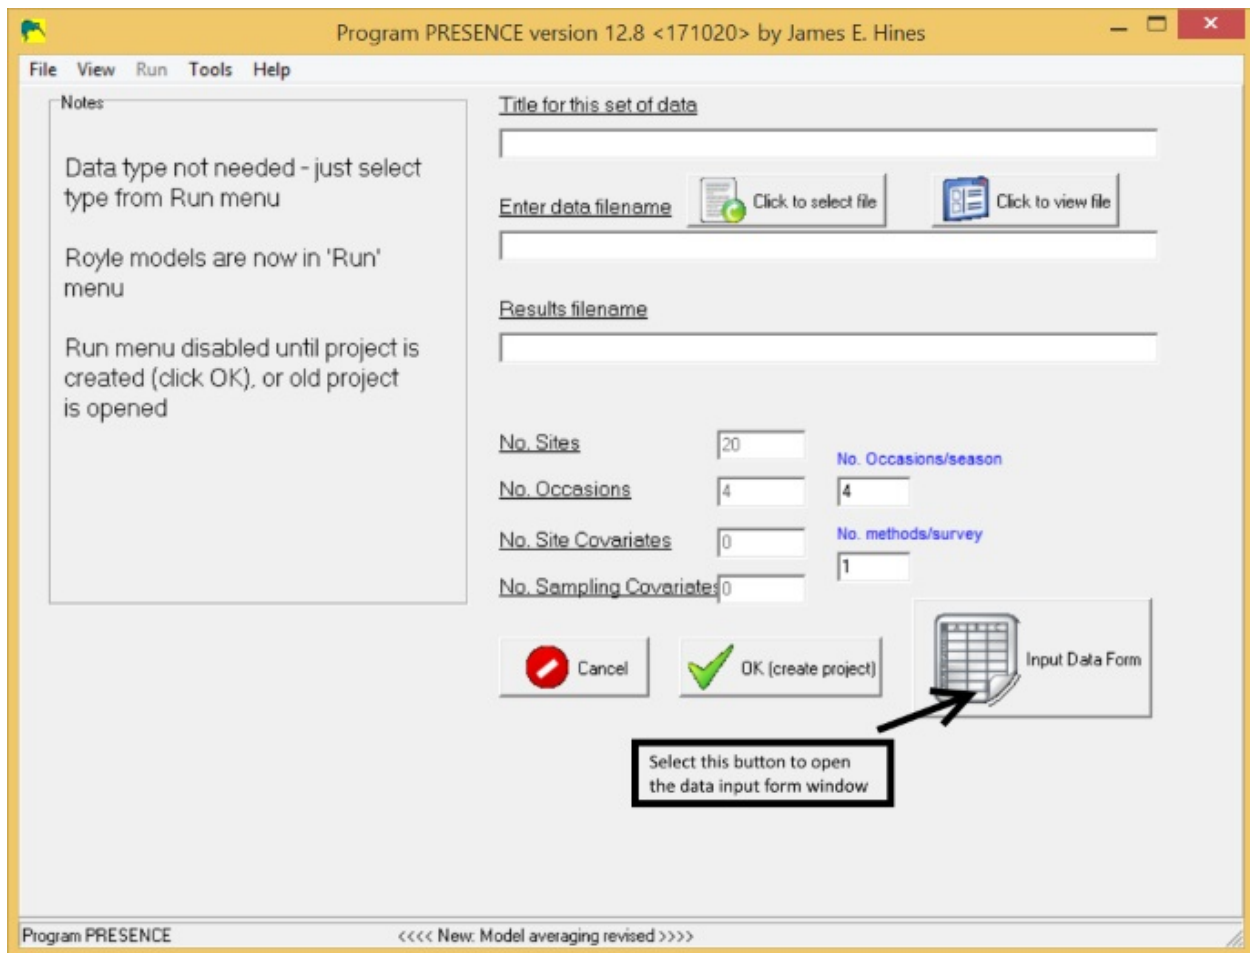 Program PRESENCE version 12.8 <171020> by James E. Hines
File View Run Tools Help
Notes
Data type not needed - just select
type from Run menu
Royle models are now in 'Run'
menu
Run menu disabled until project is
created (click OK), or old project
is opened
Title for this set of data
Enter data filename
Click to select file
Click to view file
Results filename
No. Sites 20
No. Occasions/season
No. Occasions 4 4
No. Site Covariates 0
No. methods/survey
1
No. Sampling Covariates 0
Cancel
OK (create project)
Input Data Form
Select this button to open
the data input form window
Program PRESENCE <<<< New: Model averaging revised >>>>